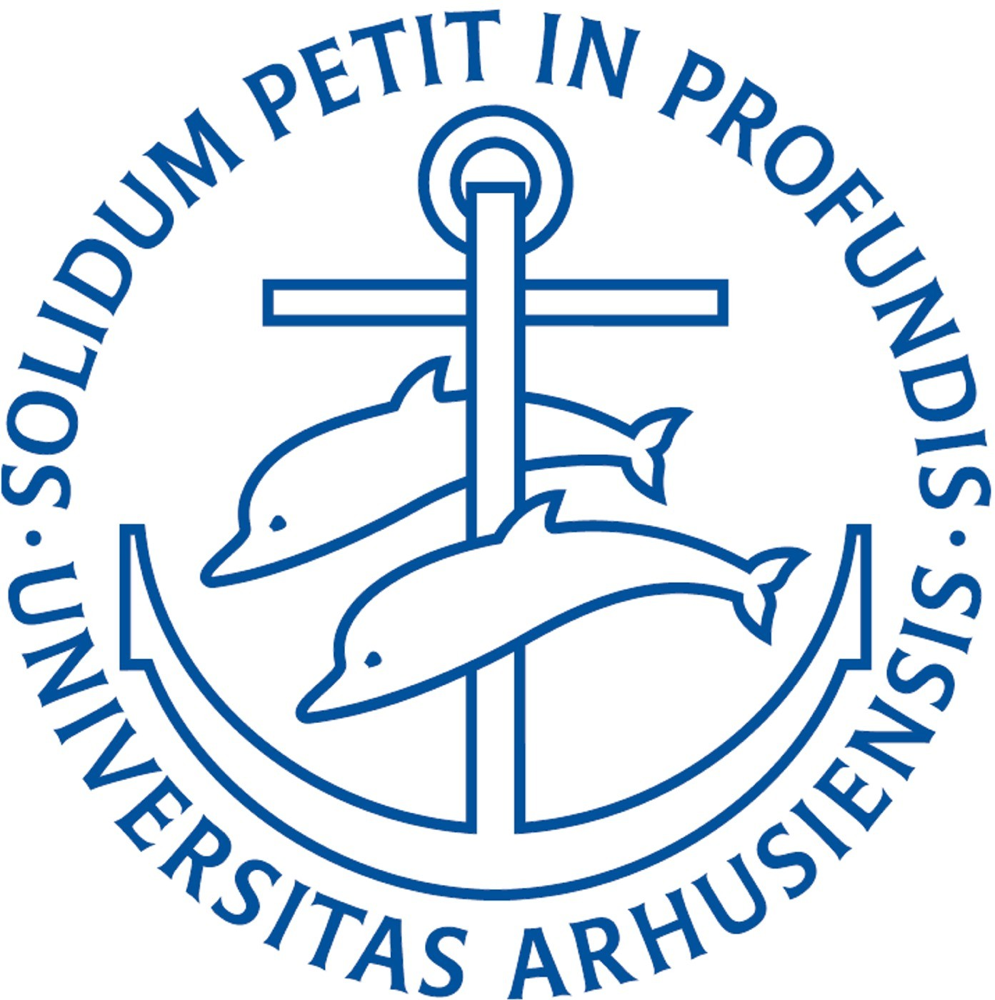 SOLIDUM PETIT IN PROFUNDIS
· UNIVERSITAS ARHUSIENSIS ·